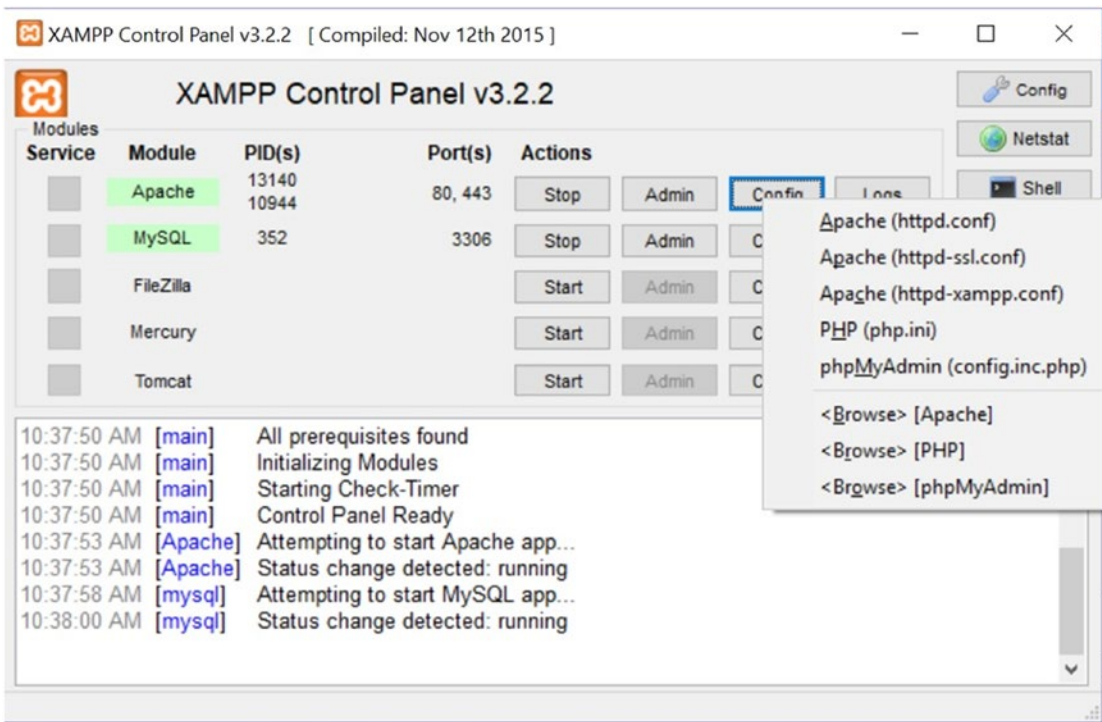 XAMPP Control Panel v3.2.2 [ Compiled: Nov 12th 2015 ]
XAMPP Control Panel v3.2.2
Config
Modules
Netstat
Service Module PID(s) Port(s) Actions
Shell
Apache 13140 10944 80, 443 Stop Admin Config Logs
MySQL 352 3306 Stop Admin C
FileZilla Start Admin C
Mercury Start Admin C
Tomcat Start Admin C
Apache (httpd.conf)
Apache (httpd-ssl.conf)
Apache (httpd-xampp.conf)
PHP (php.ini)
phpMyAdmin (config.inc.php)
<Browse> [Apache]
<Browse> [PHP]
<Browse> [phpMyAdmin]
10:37:50 AM [main] All prerequisites found
10:37:50 AM [main] Initializing Modules
10:37:50 AM [main] Starting Check-Timer
10:37:50 AM [main] Control Panel Ready
10:37:53 AM [Apache] Attempting to start Apache app...
10:37:53 AM [Apache] Status change detected: running
10:37:58 AM [mysql] Attempting to start MySQL app...
10:38:00 AM [mysql] Status change detected: running